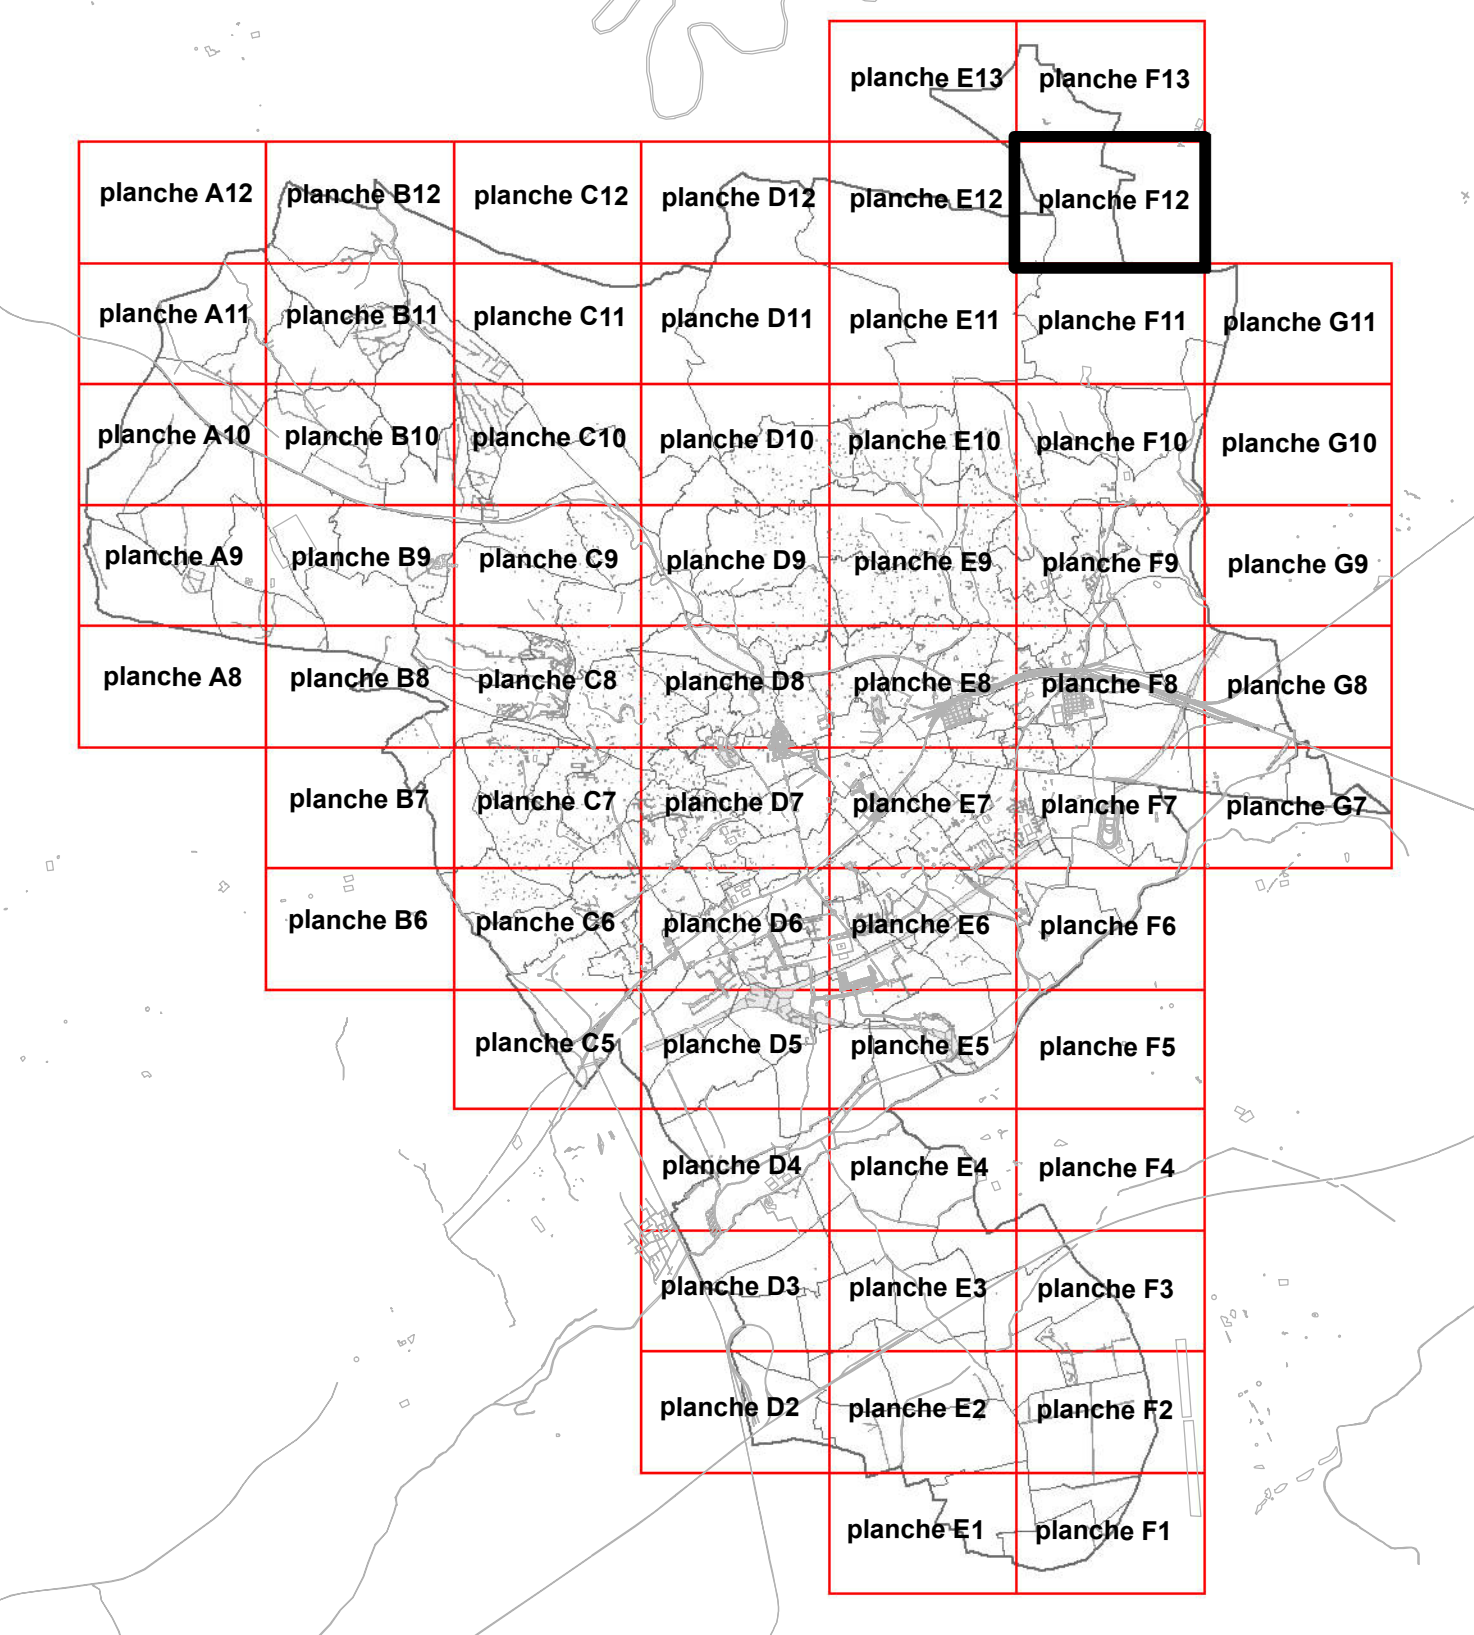 planche E13 planche F13
planche A12 planche B12 planche C12 planche D12 planche E12 planche F12
planche A11 planche B11 planche C11 planche D11 planche E11 planche F11 planche G11
planche A10 planche B10 planche C10 planche D10 planche E10 planche F10 planche G10
planche A9 planche B9 planche C9 planche D9 planche E9 planche F9 planche G9
planche A8 planche B8 planche C8 planche D8 planche E8 planche F8 planche G8
planche B7 planche C7 planche D7 planche E7 planche F7 planche G7
planche B6 planche C6 planche D6 planche E6 planche F6
planche C5 planche D5 planche E5 planche F5
planche D4 planche E4 planche F4
planche D3 planche E3 planche F3
planche D2 planche E2 planche F2
planche E1 planche F1